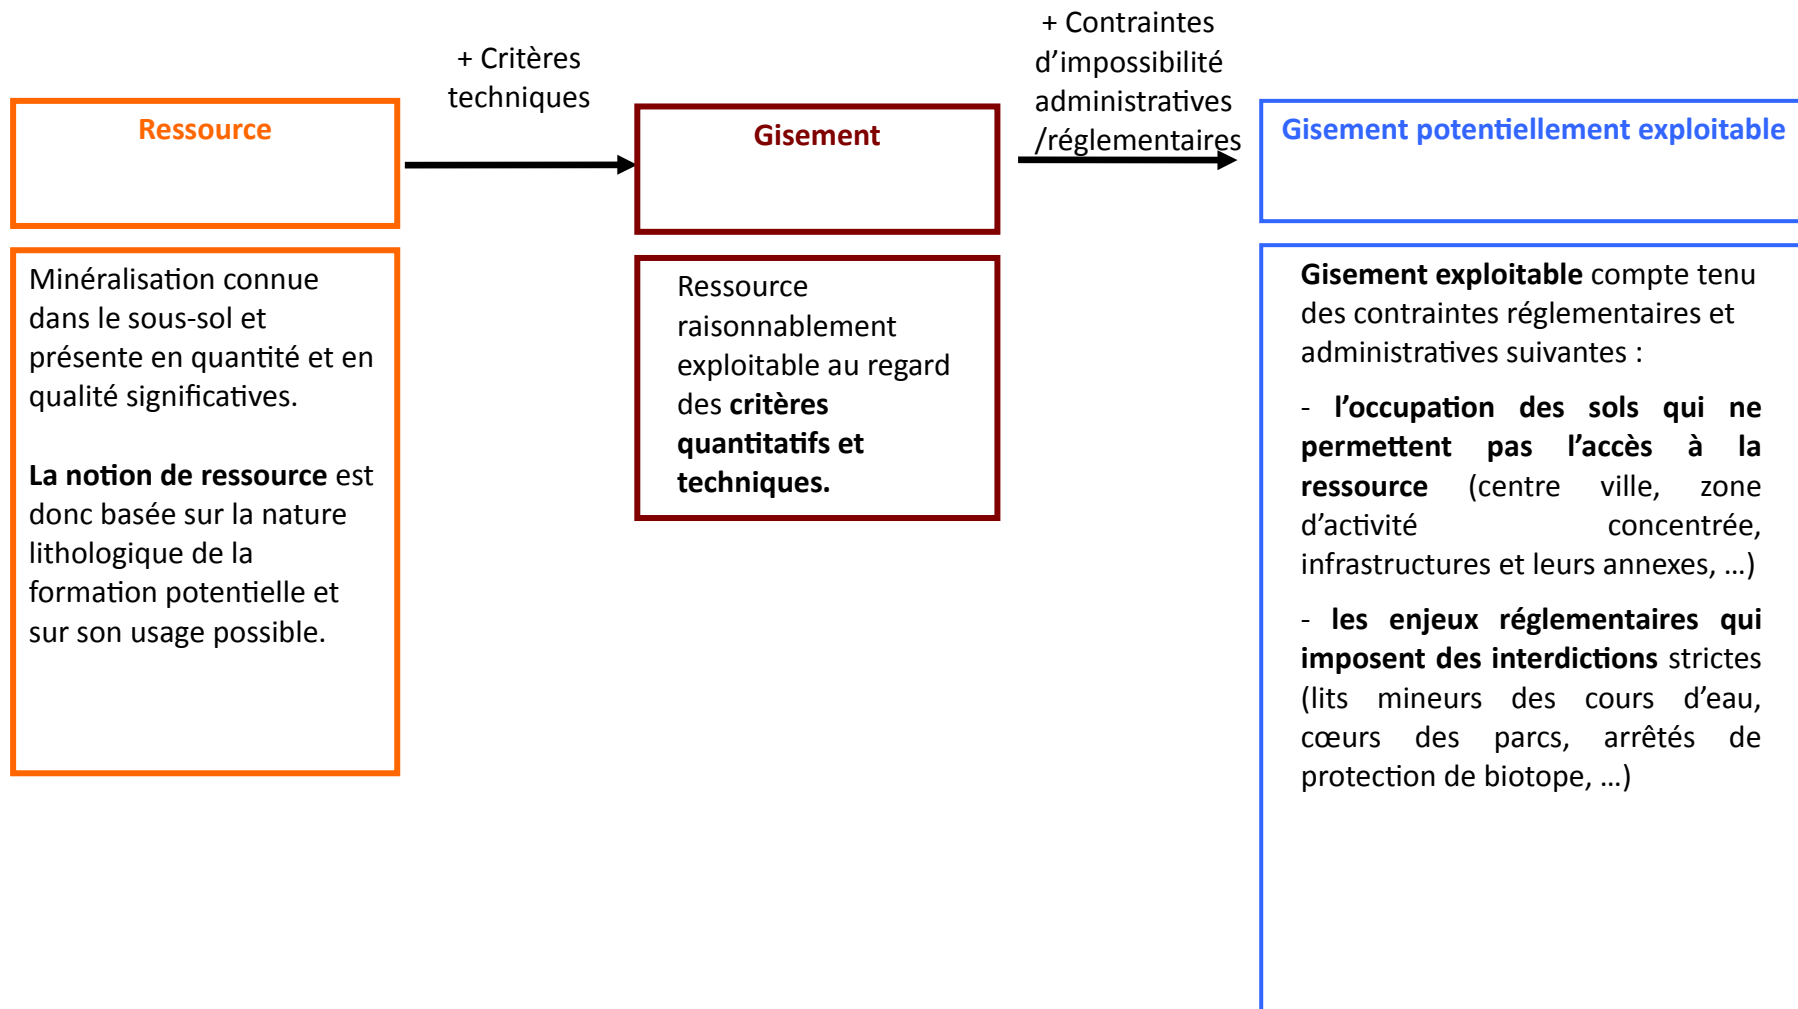 Ressource
+ Critères
techniques
Gisement
+ Contraintes
d’impossibilité
administratives
/réglementaires
Gisement potentiellement exploitable
Minéralisation connue
dans le sous-sol et
présente en quantité et en
qualité significatives.
La notion de ressource est
donc basée sur la nature
lithologique de la
formation potentielle et
sur son usage possible.
Ressource
raisonnablement
exploitable au regard
des critères
quantitatifs et
techniques.
Gisement exploitable compte tenu
des contraintes réglementaires et
administratives suivantes :
- l’occupation des sols qui ne
permettent pas l’accès à la
ressource (centre ville, zone
d’activité concentrée,
infrastructures et leurs annexes, …)
- les enjeux réglementaires qui
imposent des interdictions strictes
(lits mineurs des cours d’eau,
cœurs des parcs, arrêtés de
protection de biotope, …)